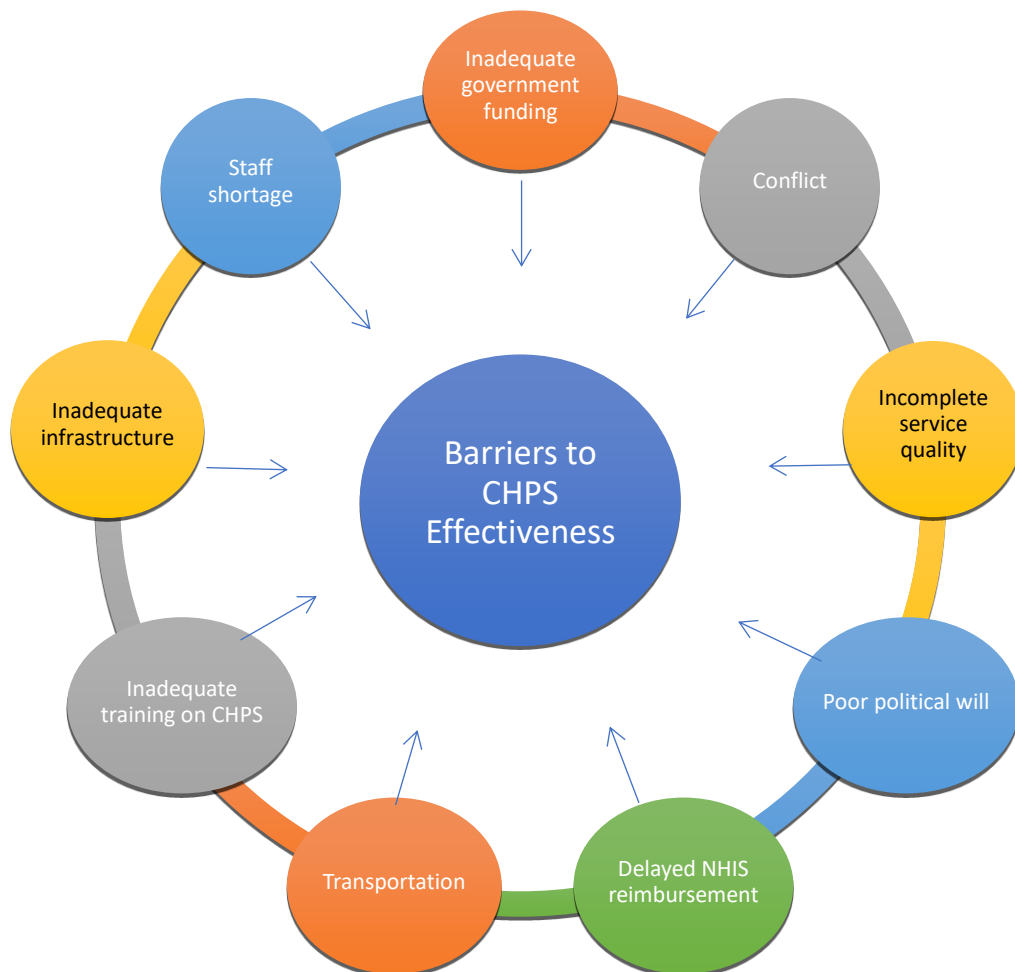 Inadequate
government
funding
Conflict
Incomplete
service
quality
Poor political will
Delayed NHIS
reimbursement
Transportation
Inadequate
training on CHPS
Inadequate
infrastructure
Staff
shortage
Barriers to
CHPS
Effectiveness